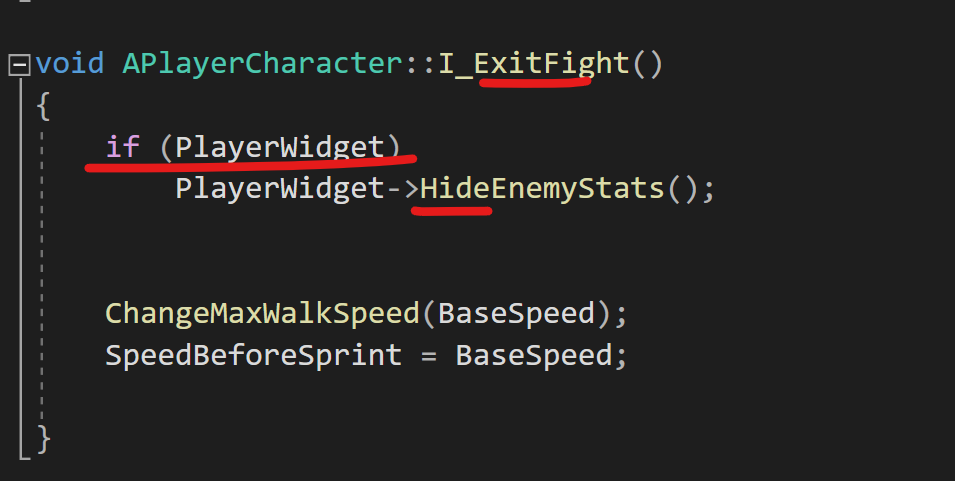 void APlayerCharacter::I_ExitFight()
{
if (PlayerWidget)
PlayerWidget->HideEnemyStats();
ChangeMaxWalkSpeed(BaseSpeed);
SpeedBeforeSprint = BaseSpeed;
}